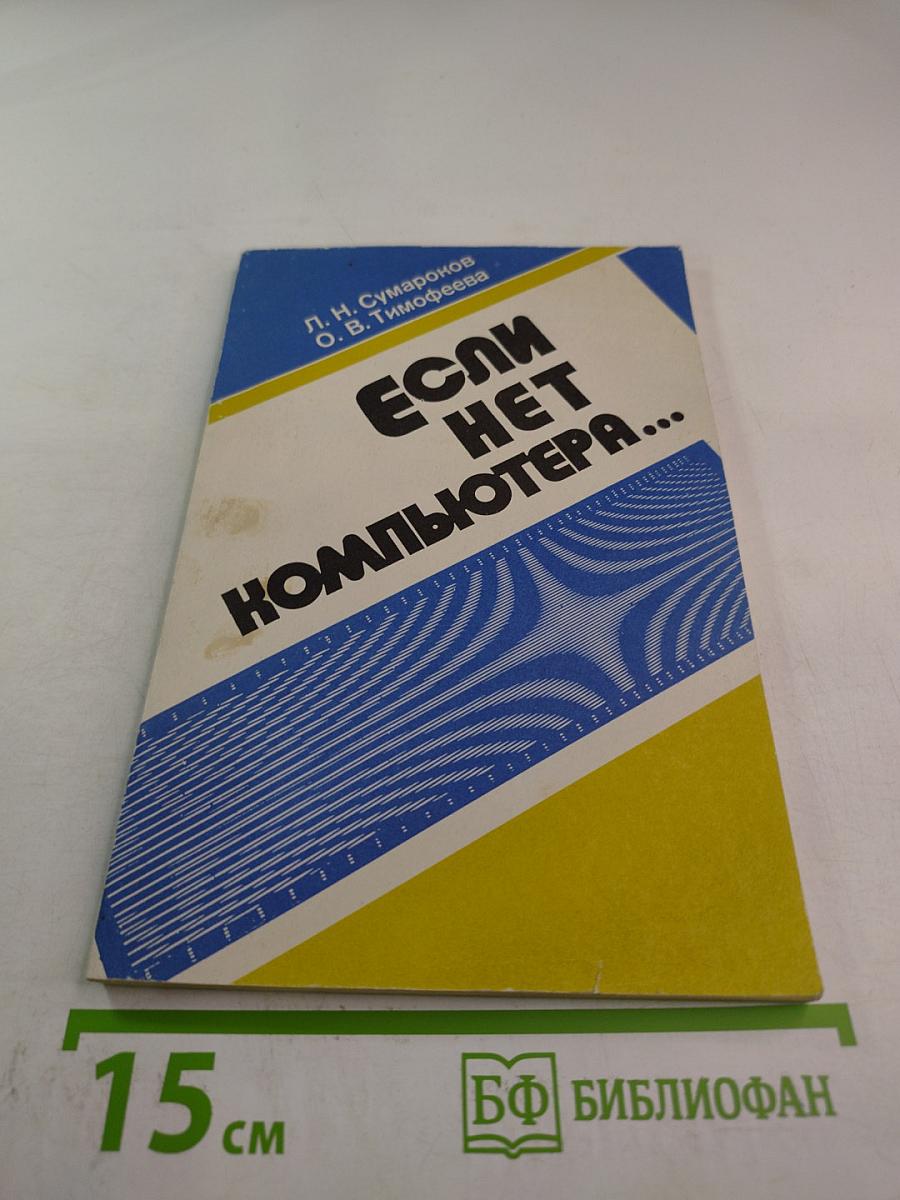 Л. Н. Сумароков
О. В. Тимофеева
ЕСЛИ
НЕТ
КОМПЬЮТЕРА...
15 см
БФ БИБЛИОФАН